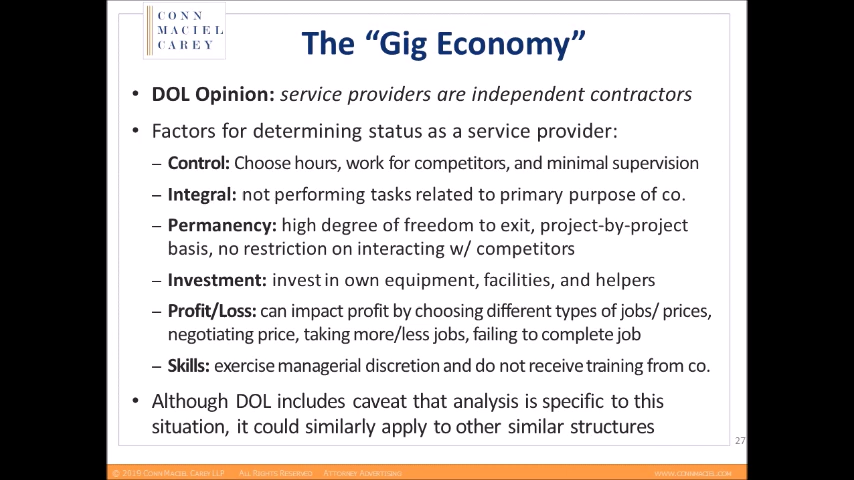 CONN
MACIEL
CAREY
The “Gig Economy”
• DOL Opinion: service providers are independent contractors
• Factors for determining status as a service provider:
– Control: Choose hours, work for competitors, and minimal supervision
– Integral: not performing tasks related to primary purpose of co.
– Permanency: high degree of freedom to exit, project-by-project
basis, no restriction on interacting w/ competitors
– Investment: invest in own equipment, facilities, and helpers
– Profit/Loss: can impact profit by choosing different types of jobs/ prices,
negotiating price, taking more/less jobs, failing to complete job
– Skills: exercise managerial discretion and do not receive training from co.
• Although DOL includes caveat that analysis is specific to this
situation, it could similarly apply to other similar structures
27
© 2019 CONN MACIEL CAREY LLP ALL RIGHTS RESERVED ATTORNEY ADVERTISING WWW.CONNMACIEL.COM